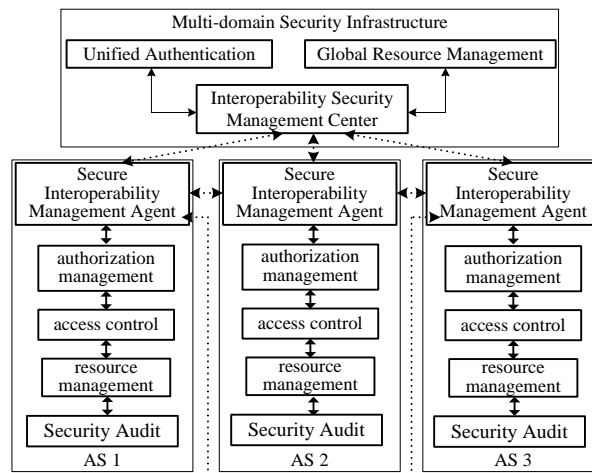 Multi-domain Security Infrastructure
Unified Authentication
Global Resource Management
Interoperability Security
Management Center
Secure
Interoperability
Management Agent
authorization
management
access control
resource
management
Security Audit
AS 1
Secure
Interoperability
Management Agent
authorization
management
access control
resource
management
Security Audit
AS 2
Secure
Interoperability
Management Agent
authorization
management
access control
resource
management
Security Audit
AS 3